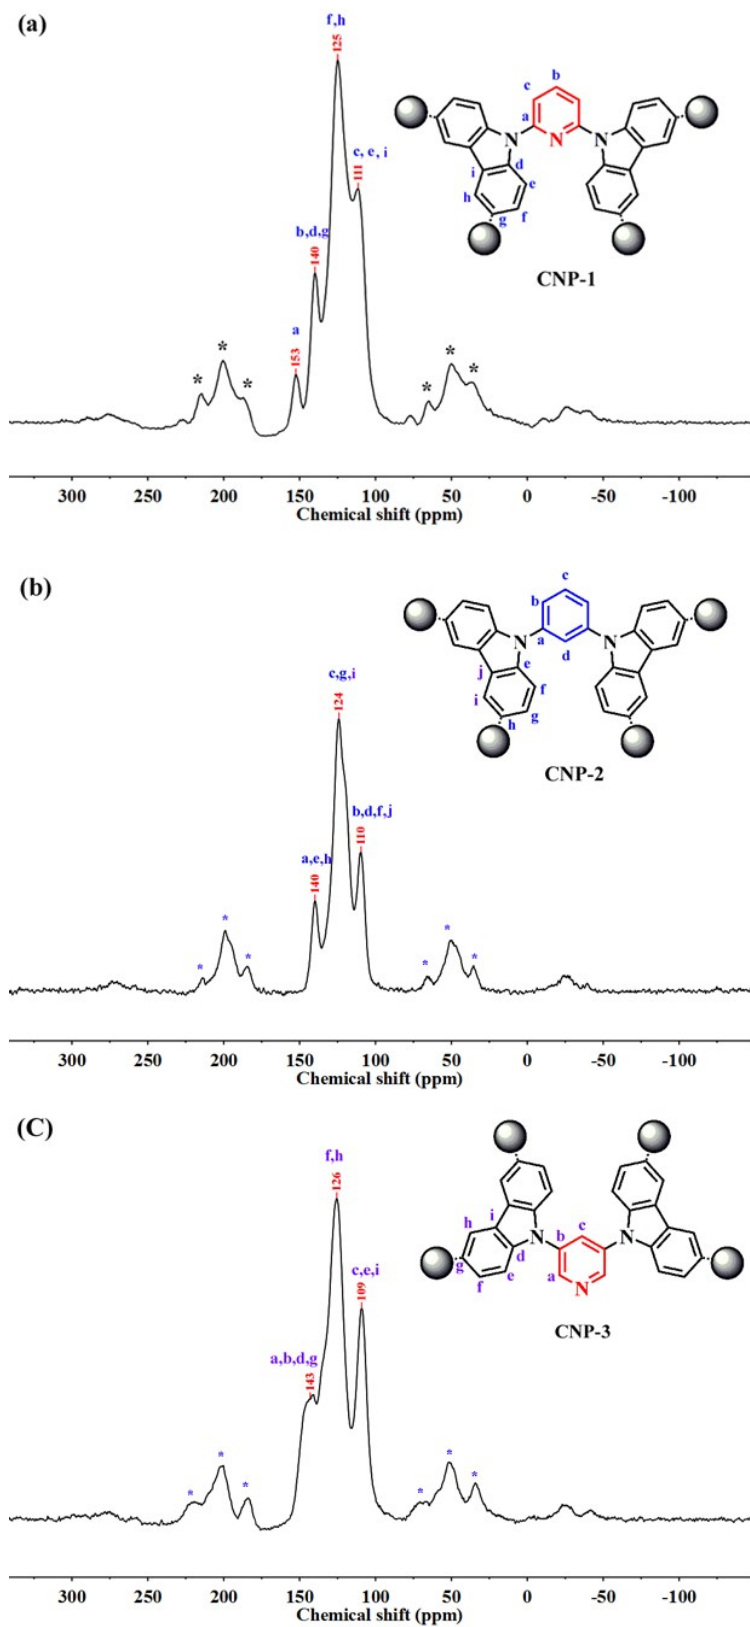 (a)
f,h
125
c, e, i
111
b,d,g
140
a
153
* * * * * *
b
c
a
N N N
i d
e
h
f
g
CNP-1
300 250 200 150 100 50 0 -50 -100
Chemical shift (ppm)
(b)
c,g,i
124
b,d,f,j
110
a,e,h
140
* * * * * *
c
b
a
N N
d
e
j
f
i
g
h
CNP-2
300 250 200 150 100 50 0 -50 -100
Chemical shift (ppm)
(C)
f,h
126
c,e,i
109
a,b,d,g
143
* * * * * *
h i
b c
N N
g d
a
f e
N
CNP-3
300 250 200 150 100 50 0 -50 -100
Chemical shift (ppm)